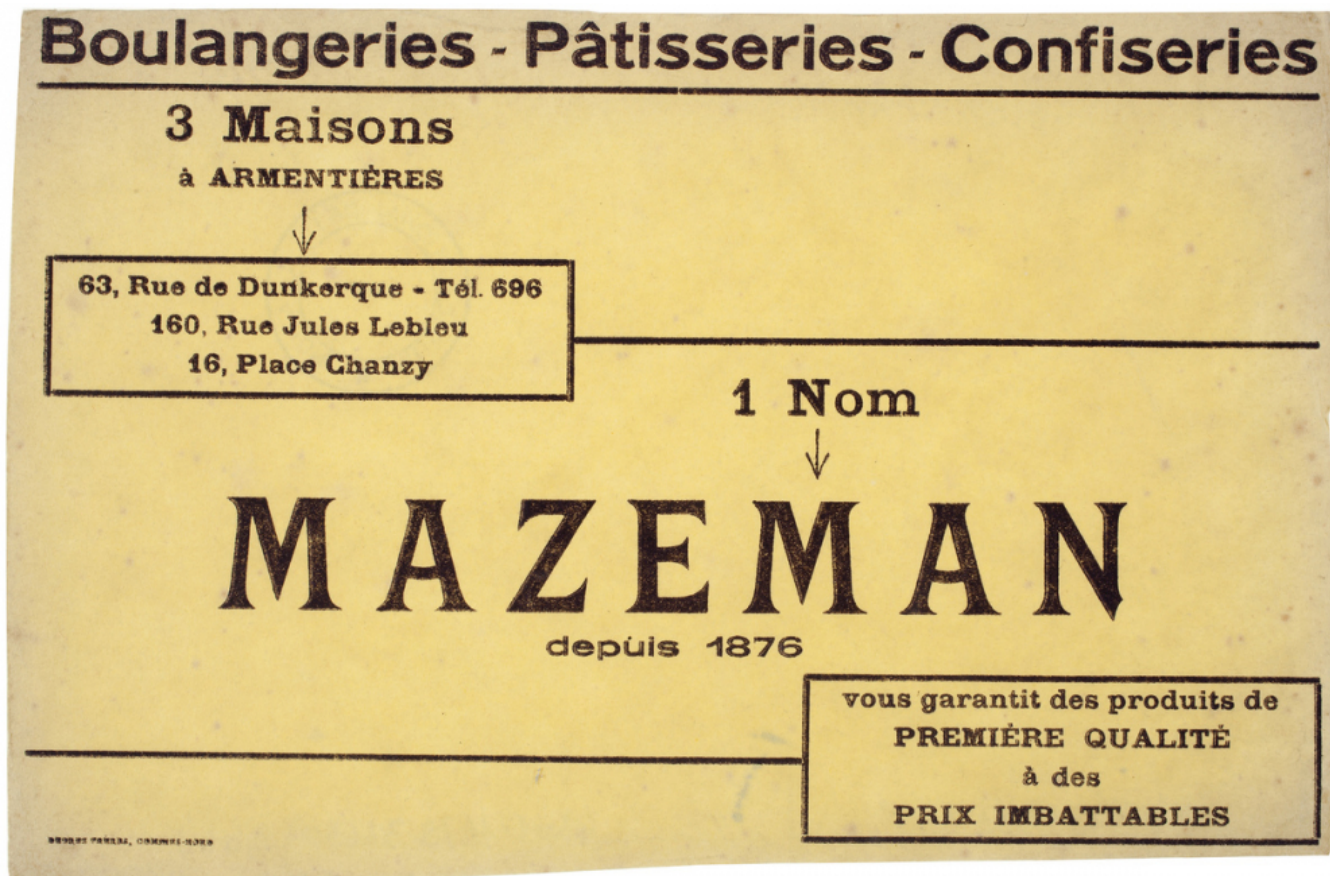 Boulangeries - Pâtisseries - Confiseries
3 Maisons
à ARMENTIÈRES
63, Rue de Dunkerque - Tél. 696
160, Rue Jules Lebleu
16, Place Chanzy
1 Nom
MAZEMAN
depuis 1876
vous garantit des produits de
PREMIÈRE QUALITÉ
à des
PRIX IMBATTABLES